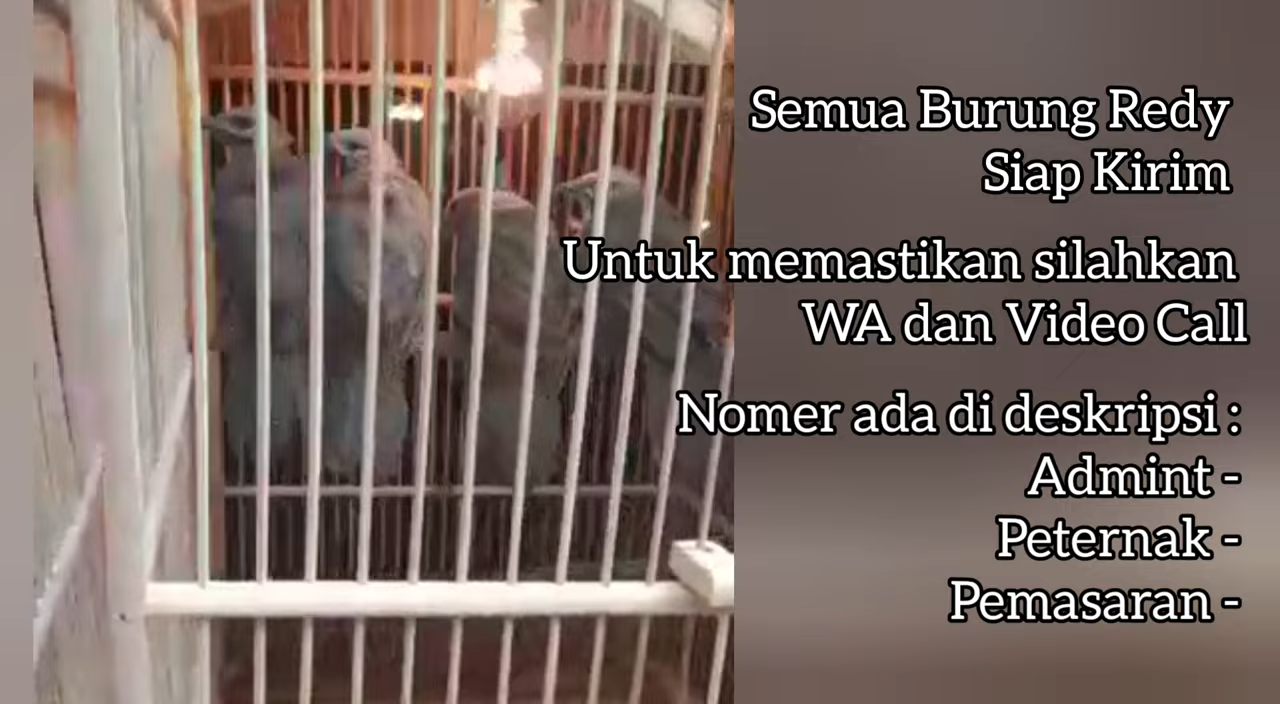 Semua Burung Redy
Siap Kirim
Untuk memastikan silahkan
WA dan Video Call
Nomer ada di deskripsi :
Admint -
Peternak -
Pemasaran -